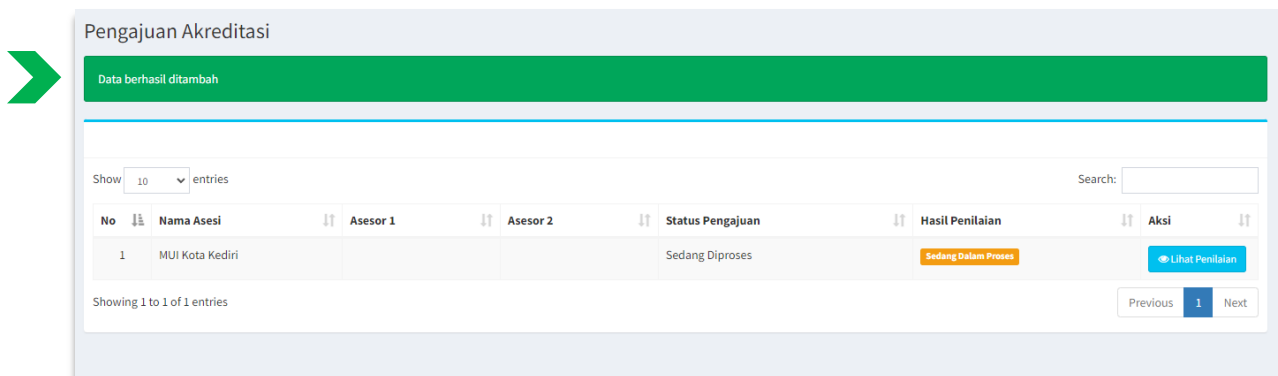 Pengajuan Akreditasi
Data berhasil ditambah
Show 10 entries Search:
No Nama Asesi Asesor 1 Asesor 2 Status Pengajuan Hasil Penilaian Aksi
1 MUI Kota Kediri Sedang Diproses Sedang Dalam Proses Lihat Penilaian
Showing 1 to 1 of 1 entries Previous 1 Next